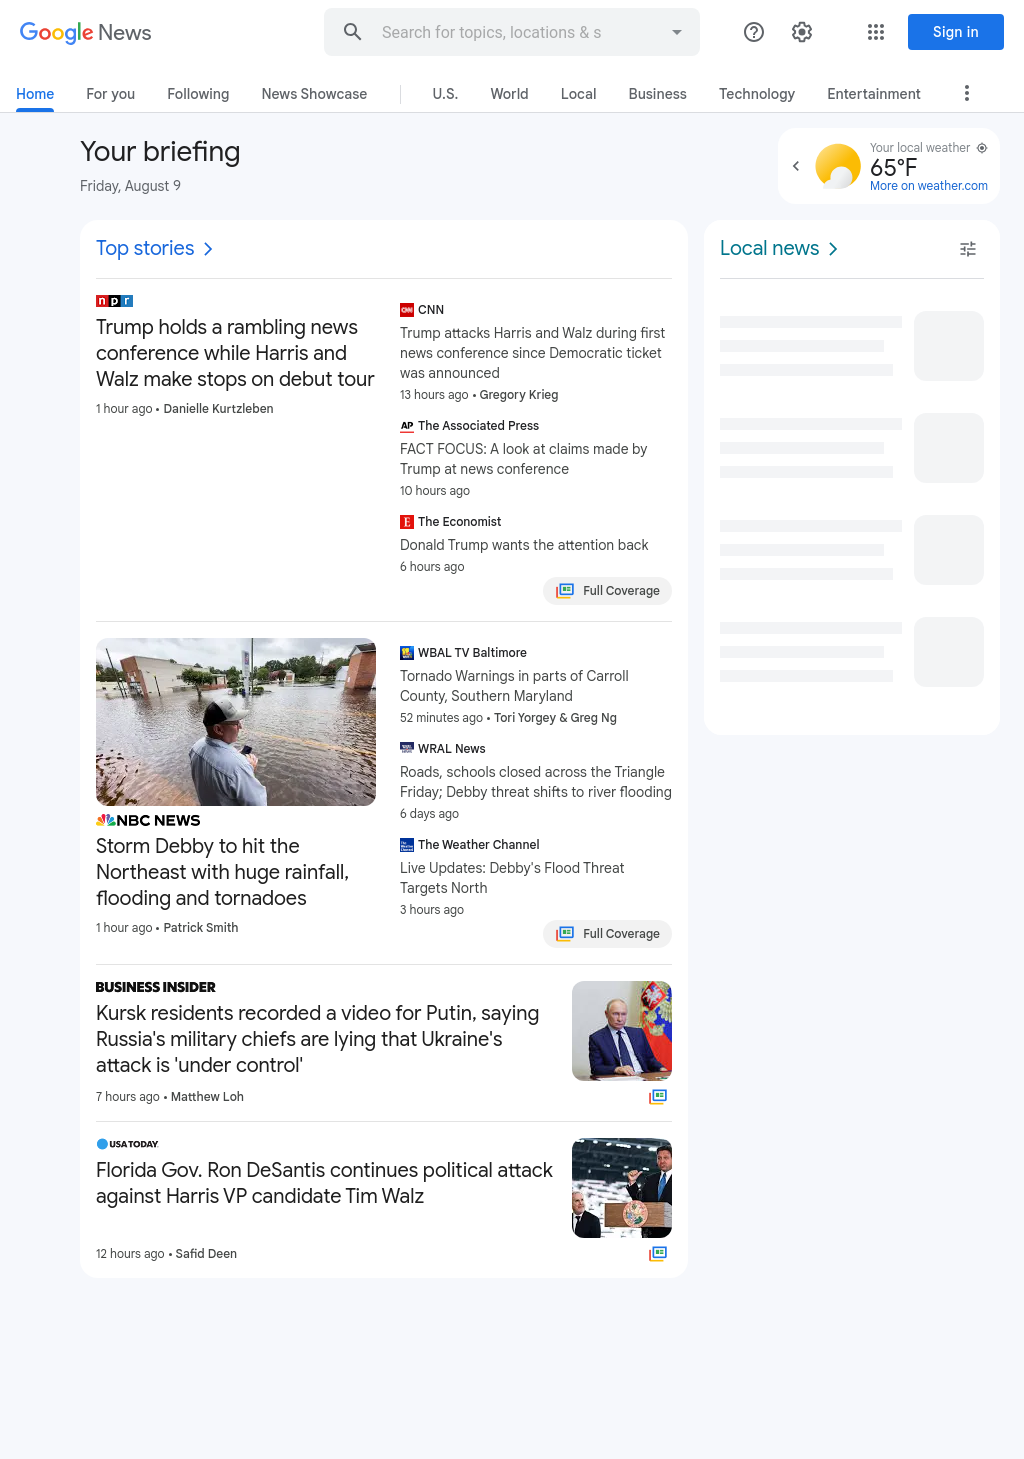 Google News
Search for topics, locations & s
Sign in
Home
For you
Following
News Showcase
U.S.
World
Local
Business
Technology
Entertainment
Your briefing
Friday, August 9
Your local weather
65°F
More on weather.com
Top stories
npr
Trump holds a rambling news
conference while Harris and
Walz make stops on debut tour
1 hour ago • Danielle Kurtzleben
CNN
Trump attacks Harris and Walz during first
news conference since Democratic ticket
was announced
13 hours ago • Gregory Krieg
AP The Associated Press
FACT FOCUS: A look at claims made by
Trump at news conference
10 hours ago
E The Economist
Donald Trump wants the attention back
6 hours ago
Full Coverage
NBC NEWS
Storm Debby to hit the
Northeast with huge rainfall,
flooding and tornadoes
1 hour ago • Patrick Smith
WBAL TV Baltimore
Tornado Warnings in parts of Carroll
County, Southern Maryland
52 minutes ago • Tori Yorgey & Greg Ng
WRAL News
Roads, schools closed across the Triangle
Friday; Debby threat shifts to river flooding
6 days ago
The Weather Channel
Live Updates: Debby's Flood Threat
Targets North
3 hours ago
Full Coverage
BUSINESS INSIDER
Kursk residents recorded a video for Putin, saying
Russia's military chiefs are lying that Ukraine's
attack is 'under control'
7 hours ago • Matthew Loh
USA TODAY
Florida Gov. Ron DeSantis continues political attack
against Harris VP candidate Tim Walz
12 hours ago • Safid Deen
Local news